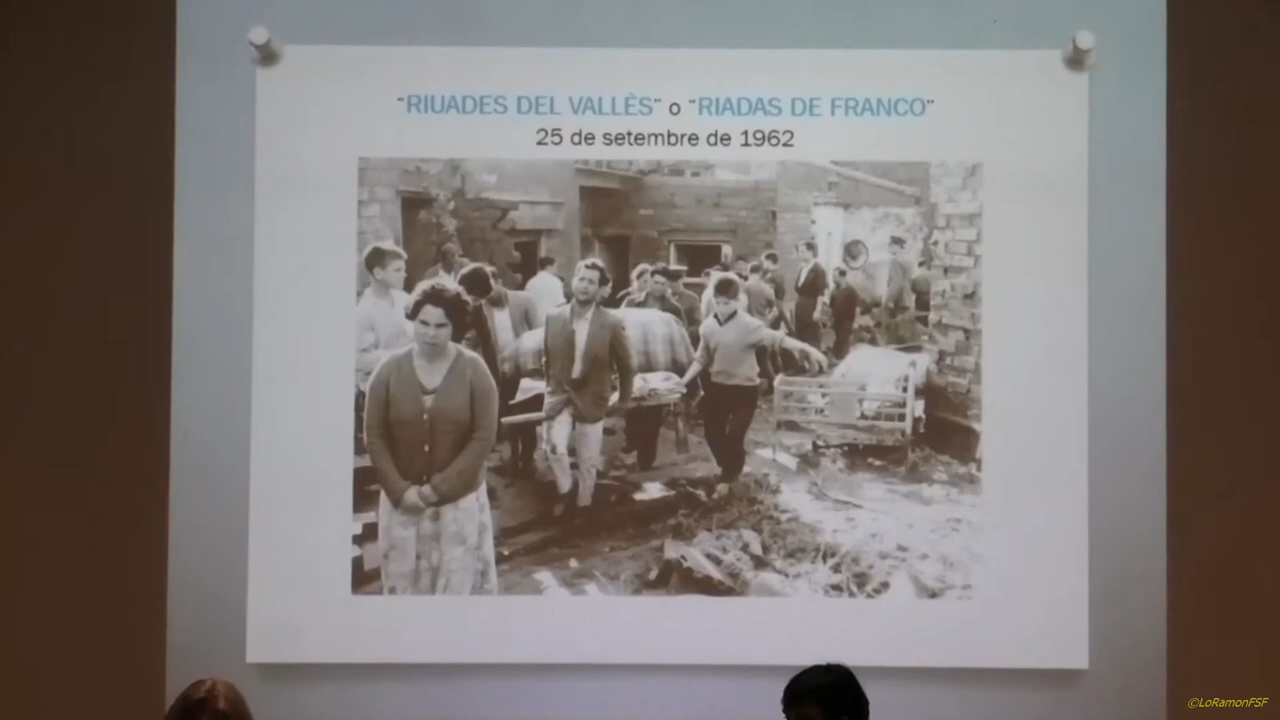 “RIUADES DEL VALLÈS” o “RIADAS DE FRANCO”
25 de setembre de 1962
©LoRamonFSF